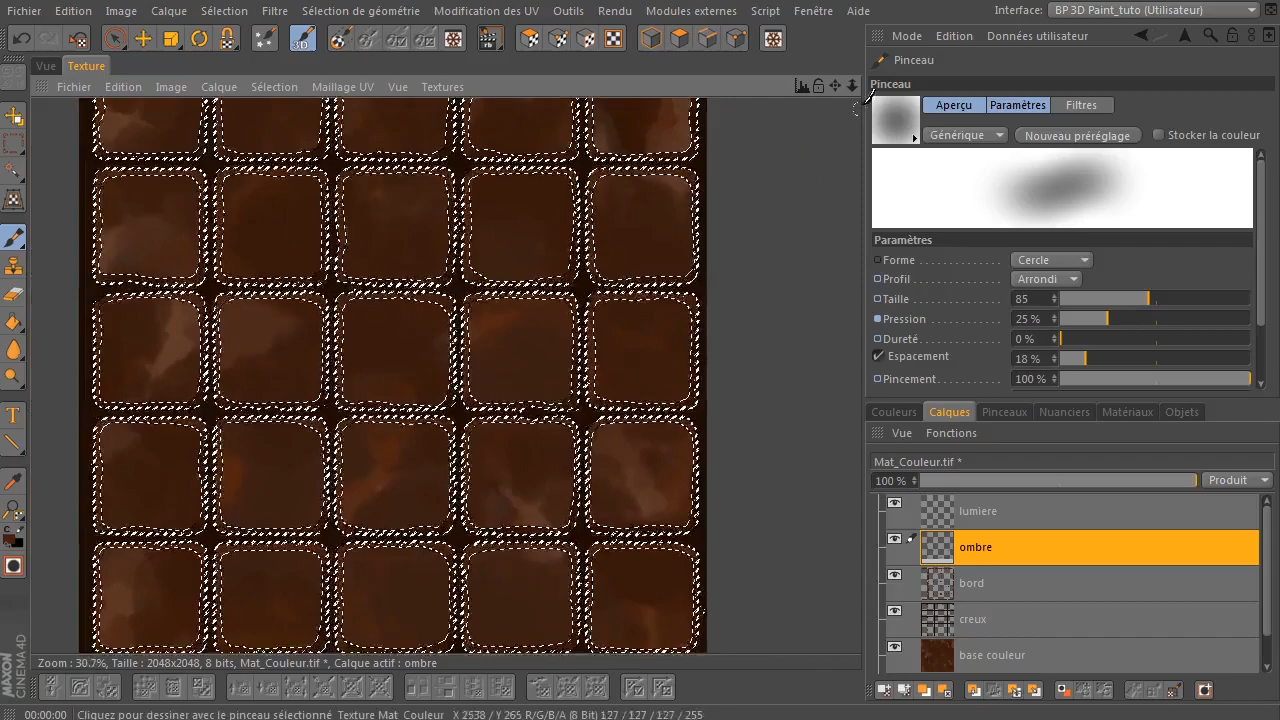 Fichier Edition Image Calque Sélection Filtre Sélection de géométrie Modification des UV Outils Rendu Modules externes Script Fenêtre Aide Interface: BP 3D Paint_tuto (Utilisateur)
3D
Mode Edition Données utilisateur
Vue Texture
Pinceau
Fichier Edition Image Calque Sélection Maillage UV Vue Textures
Pinceau
Aperçu Paramètres Filtres
Générique Nouveau préréglage Stocker la couleur
Paramètres
Forme Cercle
Profil Arrondi
Taille 85
Pression 25 %
Dureté 0 %
Espacement 18 %
Pincement 100 %
Couleurs Calques Pinceaux Nuanciers Matériaux Objets
Vue Fonctions
Mat_Couleur.tif *
100 % Produit
lumiere
ombre
bord
creux
base couleur
Zoom : 30.7%, Taille : 2048x2048, 8 bits, Mat_Couleur.tif *, Calque actif : ombre
MAXON
CINEMA 4D
00:00:00 Cliquez pour dessiner avec le pinceau sélectionné Texture Mat_Couleur X 2538 / Y 265 R/G/B/A (8 Bit) 127 / 127 / 127 / 255